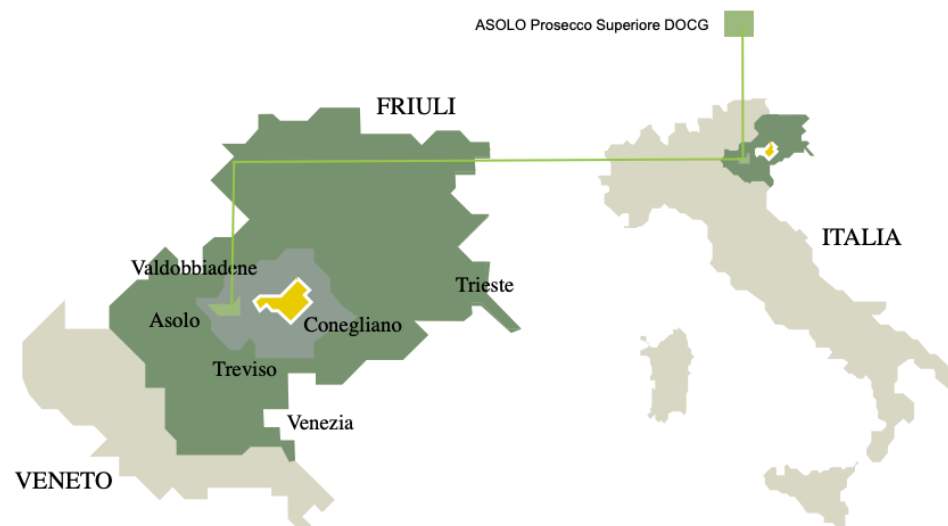 ASOLO Prosecco Superiore DOCG
FRIULI
ITALIA
Valdobbiadene
Trieste
Asolo
Conegliano
Treviso
Venezia
VENETO